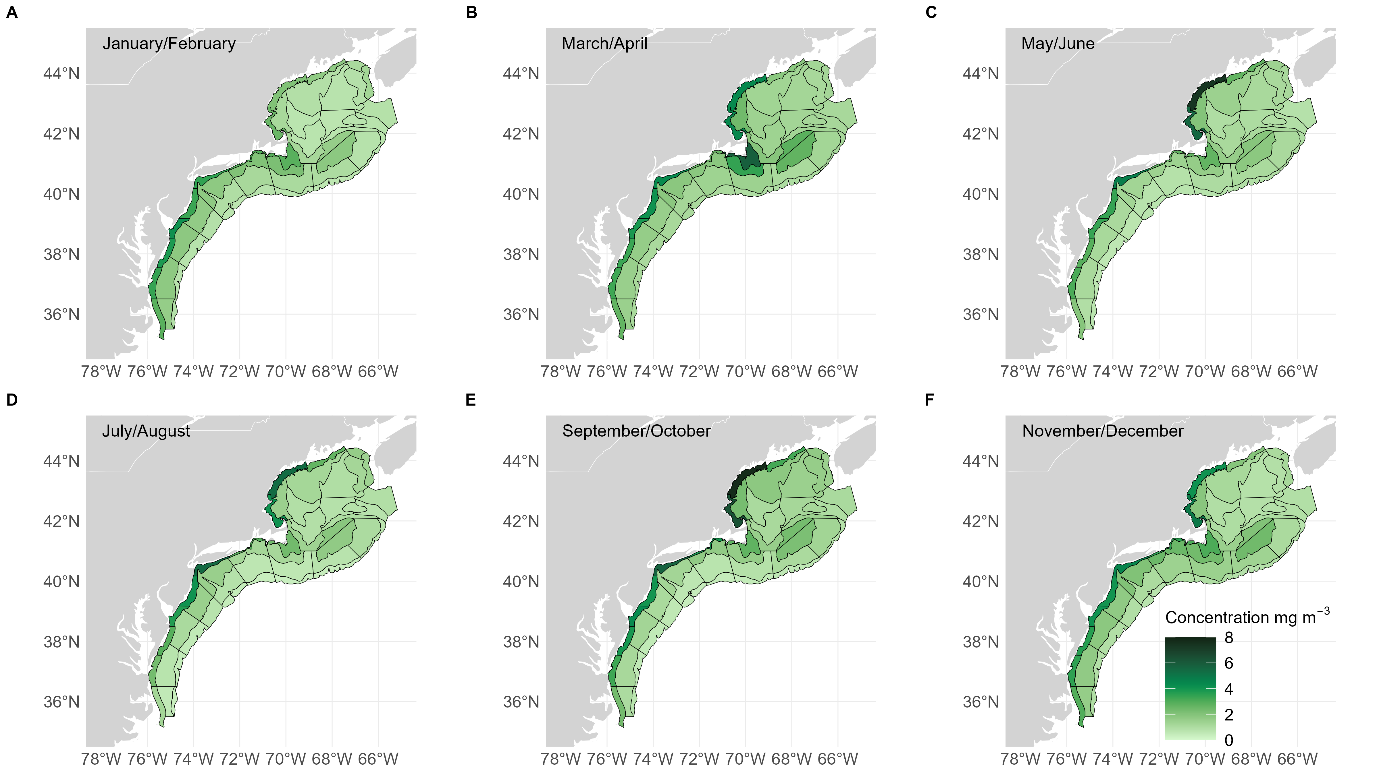 A
B
C
January/February
March/April
May/June
44°N
42°N
40°N
38°N
36°N
44°N
42°N
40°N
38°N
36°N
44°N
42°N
40°N
38°N
36°N
78°W 76°W 74°W 72°W 70°W 68°W 66°W
78°W 76°W 74°W 72°W 70°W 68°W 66°W
78°W 76°W 74°W 72°W 70°W 68°W 66°W
D
E
F
July/August
September/October
November/December
44°N
42°N
40°N
38°N
36°N
44°N
42°N
40°N
38°N
36°N
44°N
42°N
40°N
38°N
36°N
Concentration mg m⁻³
8
6
4
2
0
78°W 76°W 74°W 72°W 70°W 68°W 66°W
78°W 76°W 74°W 72°W 70°W 68°W 66°W
78°W 76°W 74°W 72°W 70°W 68°W 66°W